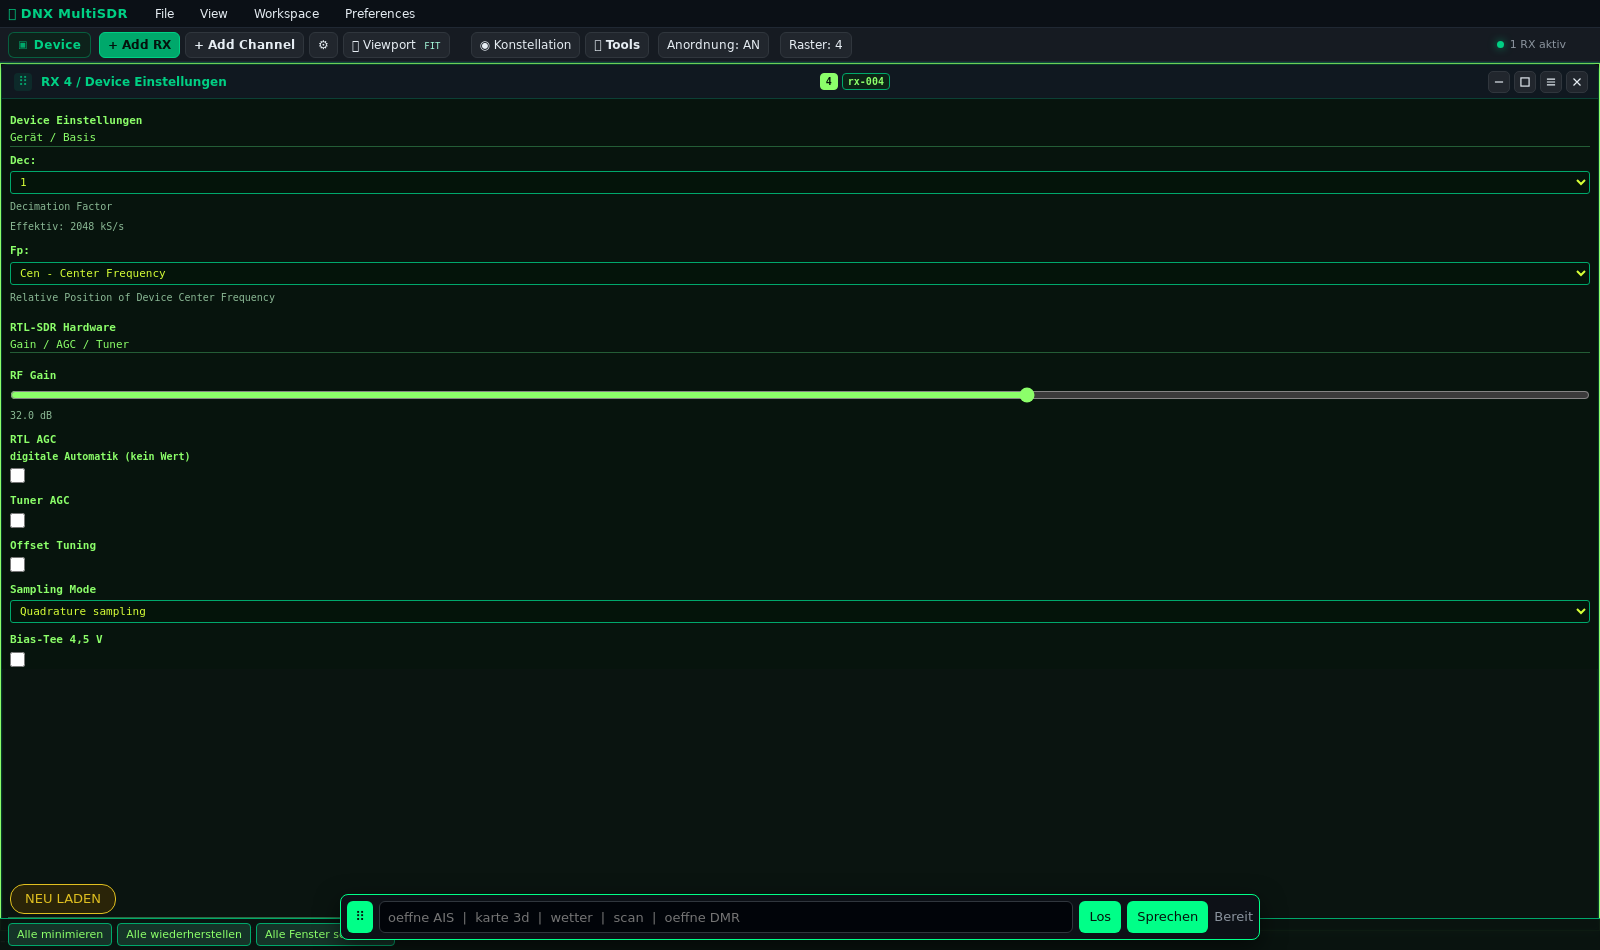 DNX MultiSDR File View Workspace Preferences
Device + Add RX + Add Channel Viewport FIT Konstellation Tools Anordnung: AN Raster: 4 1 RX aktiv
RX 4 / Device Einstellungen 4 rx-004
Device Einstellungen
Gerät / Basis
Dec:
1
Decimation Factor
Effektiv: 2048 kS/s
Fp:
Cen - Center Frequency
Relative Position of Device Center Frequency
RTL-SDR Hardware
Gain / AGC / Tuner
RF Gain
32.0 dB
RTL AGC
digitale Automatik (kein Wert)
Tuner AGC
Offset Tuning
Sampling Mode
Quadrature sampling
Bias-Tee 4,5 V
NEU LADEN
oeffne AIS | karte 3d | wetter | scan | oeffne DMR Los Sprechen Bereit
Alle minimieren Alle wiederherstellen Alle Fenster